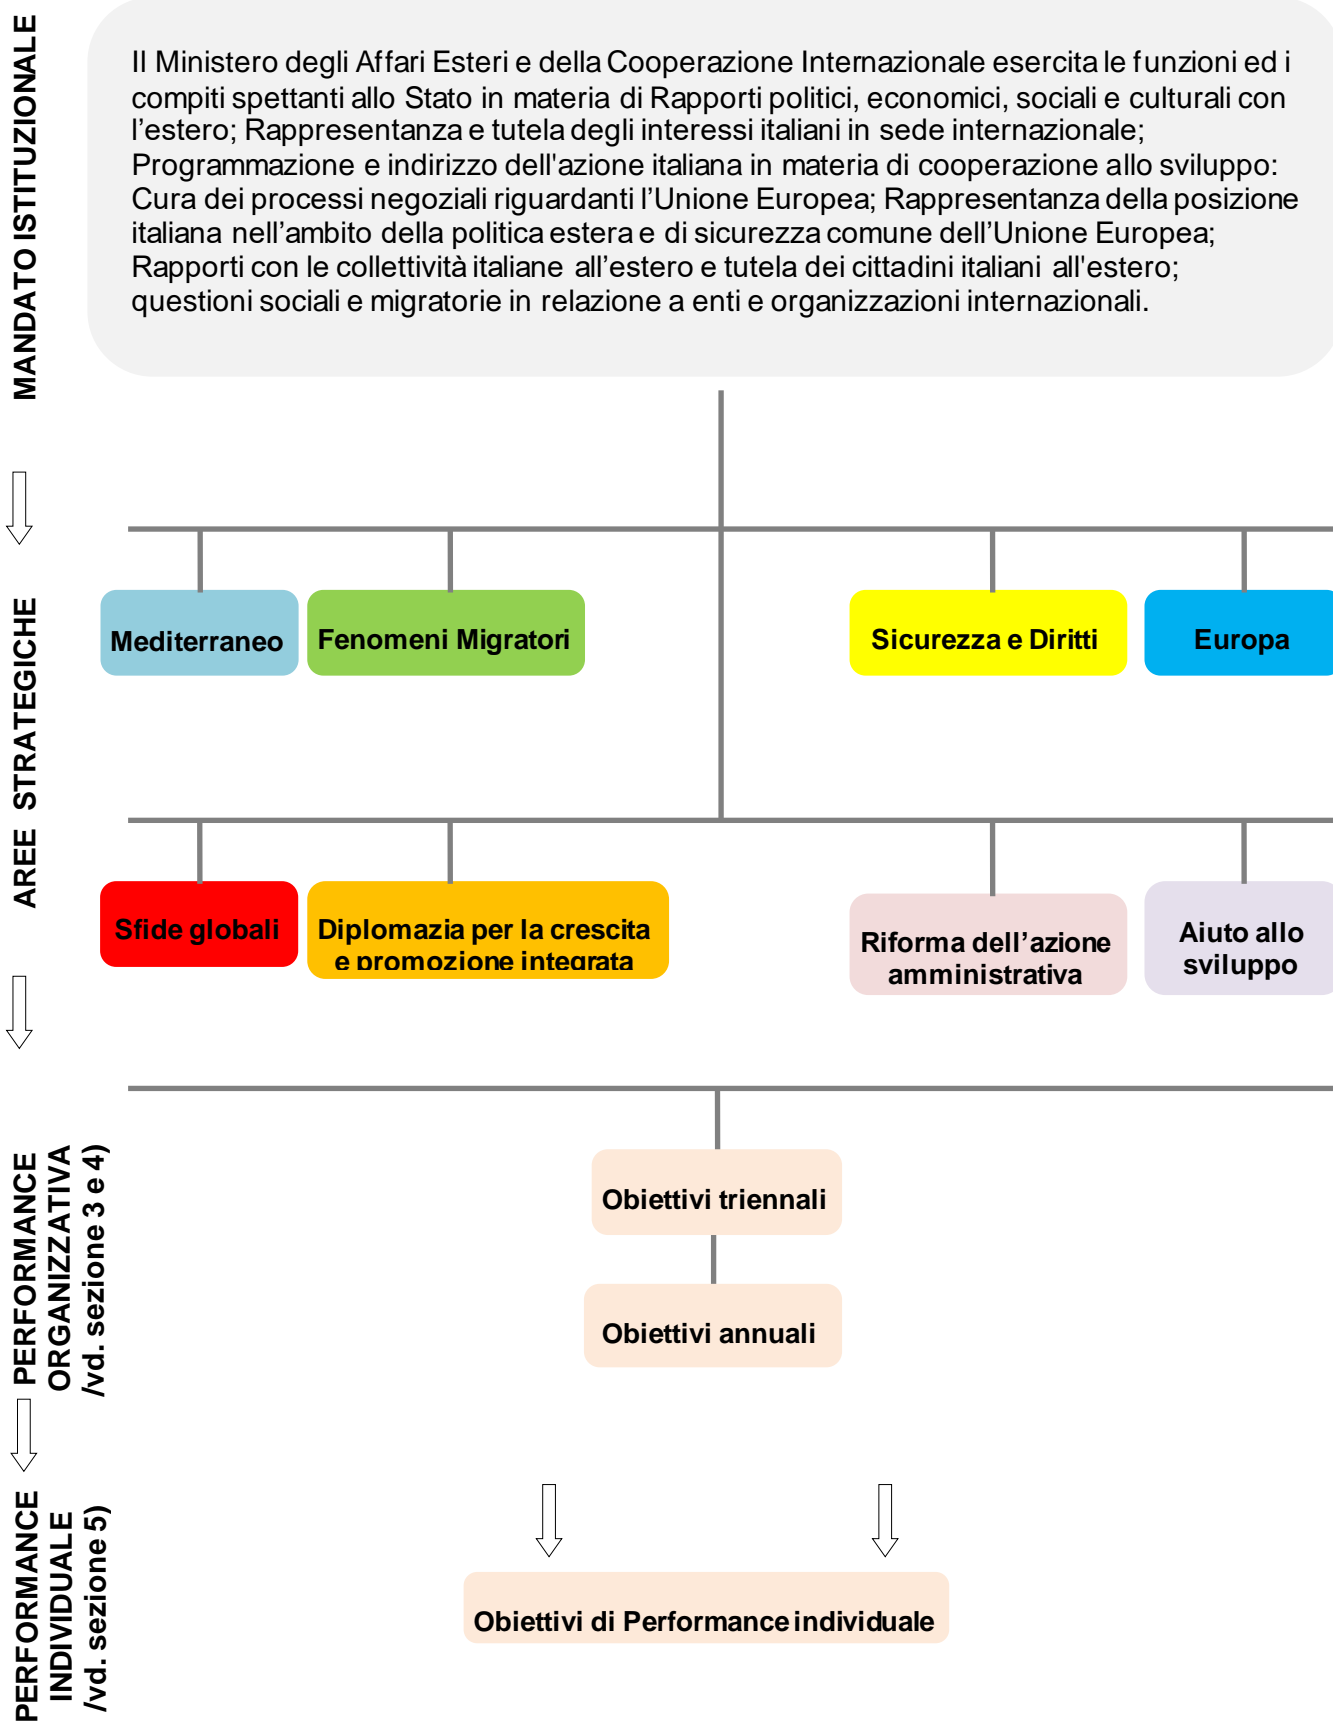 MANDATO ISTITUZIONALE
Il Ministero degli Affari Esteri e della Cooperazione Internazionale esercita le funzioni ed i
compiti spettanti allo Stato in materia di Rapporti politici, economici, sociali e culturali con
l’estero; Rappresentanza e tutela degli interessi italiani in sede internazionale;
Programmazione e indirizzo dell'azione italiana in materia di cooperazione allo sviluppo:
Cura dei processi negoziali riguardanti l’Unione Europea; Rappresentanza della posizione
italiana nell’ambito della politica estera e di sicurezza comune dell’Unione Europea;
Rapporti con le collettività italiane all’estero e tutela dei cittadini italiani all'estero;
questioni sociali e migratorie in relazione a enti e organizzazioni internazionali.
AREE STRATEGICHE
Mediterraneo
Fenomeni Migratori
Sicurezza e Diritti
Europa
Sfide globali
Diplomazia per la crescita
e promozione integrata
Riforma dell’azione
amministrativa
Aiuto allo
sviluppo
PERFORMANCE
ORGANIZZATIVA
/vd. sezione 3 e 4)
Obiettivi triennali
Obiettivi annuali
PERFORMANCE
INDIVIDUALE
/vd. sezione 5)
Obiettivi di Performance individuale